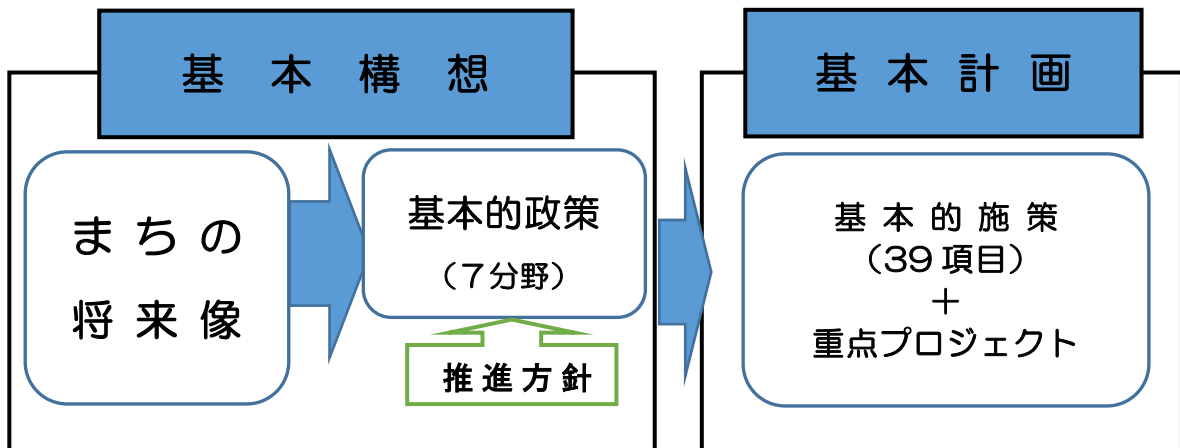 基本構想
まちの
将来像
基本的政策
（７分野）
推進方針
基本計画
基本的施策
（39項目）
＋
重点プロジェクト